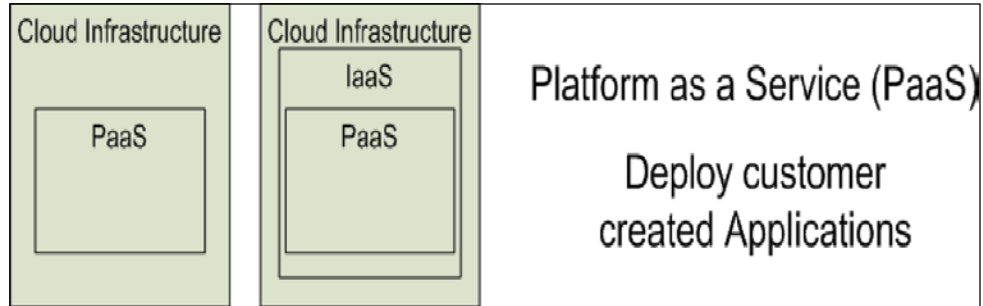 Cloud Infrastructure
PaaS
Cloud Infrastructure
IaaS
PaaS
Platform as a Service (PaaS)
Deploy customer
created Applications